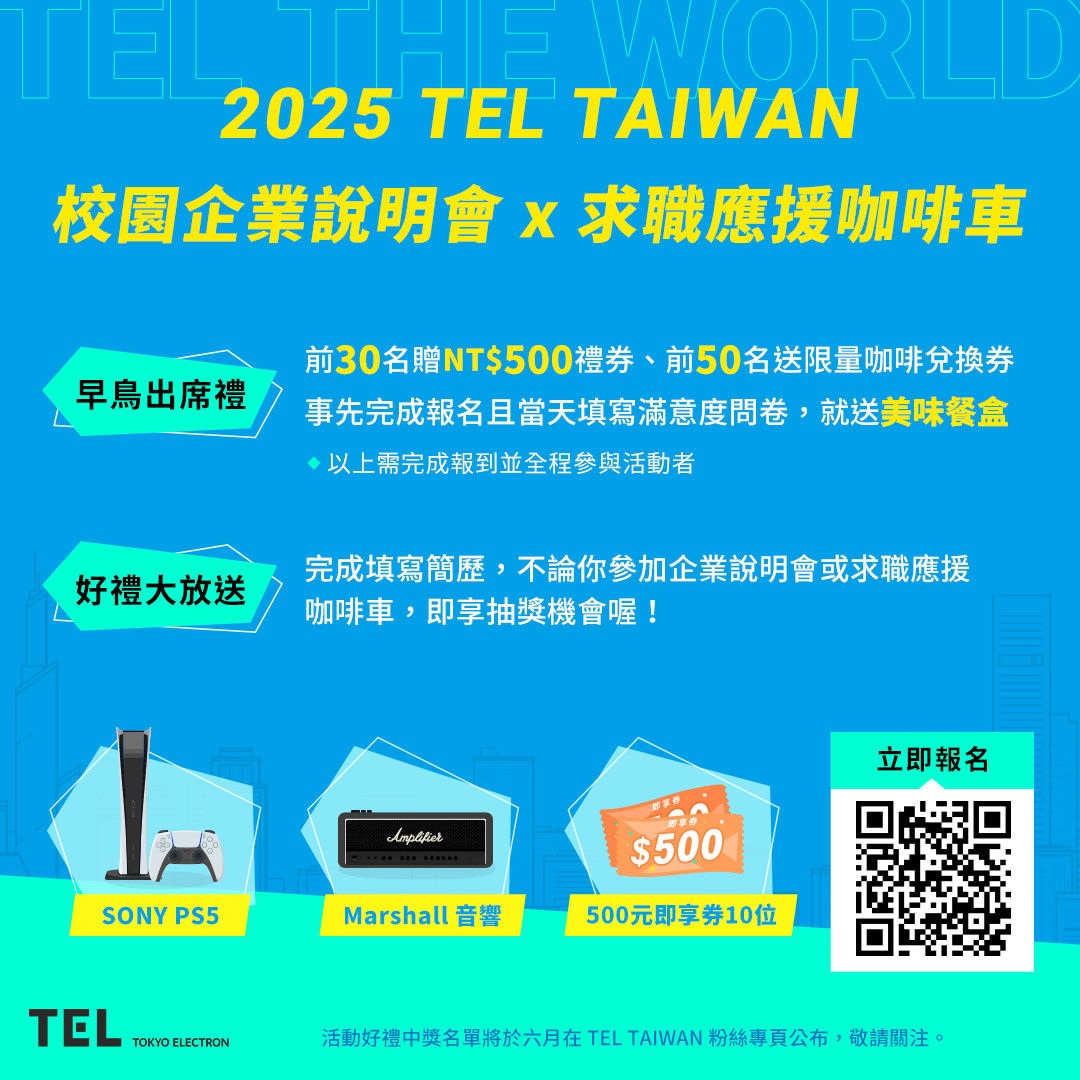 TEL THE WORLD
2025 TEL TAIWAN
校園企業說明會 x 求職應援咖啡車
早鳥出席禮
前30名贈NT$500禮券、前50名送限量咖啡兌換券
事先完成報名且當天填寫滿意度問卷，就送美味餐盒
◆ 以上需完成報到並全程參與活動者
好禮大放送
完成填寫簡歷，不論你參加企業說明會或求職應援
咖啡車，即享抽獎機會喔！
立即報名
Amplifier
即享券
即享券
$500
SONY PS5
Marshall 音響
500元即享券10位
TEL TOKYO ELECTRON
活動好禮中獎名單將於六月在 TEL TAIWAN 粉絲專頁公布，敬請關注。